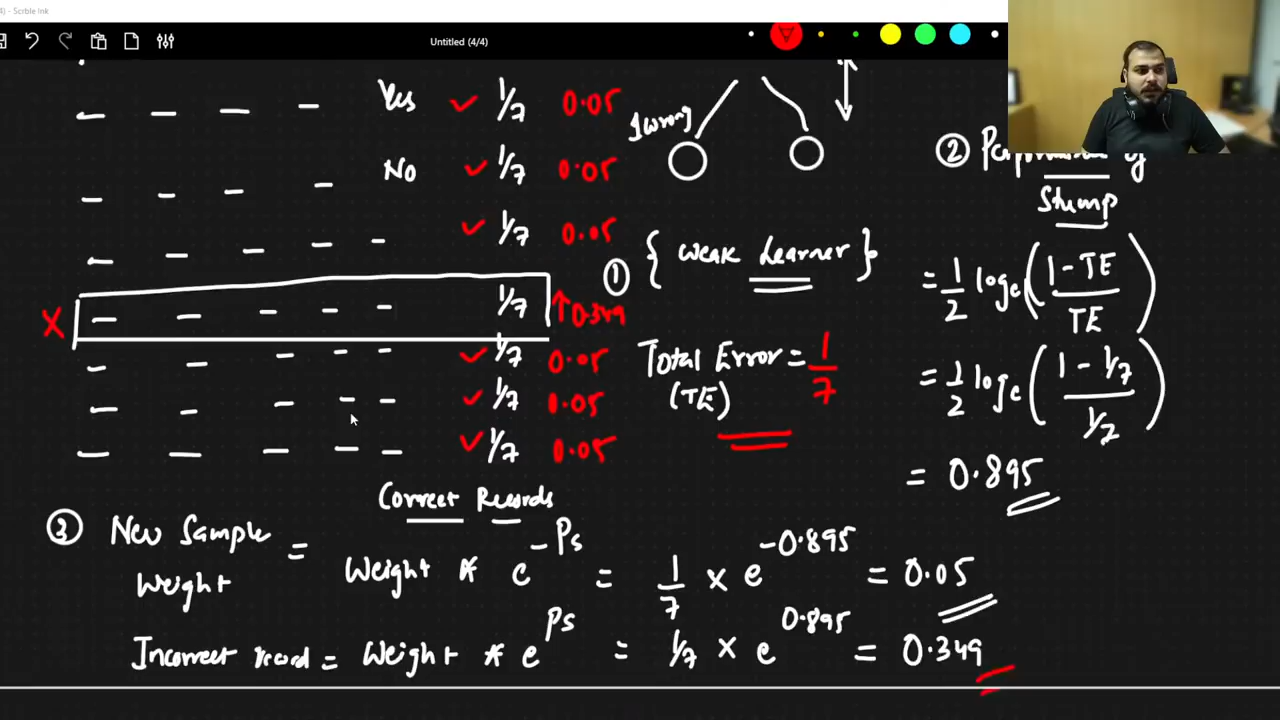 /4) - Scrble Ink
Untitled (4/4)
Yes ✓ 1/7 0.05
No ✓ 1/7 0.05
✓ 1/7 0.05
X 1/7 ↑ 0.349
✓ 1/7 0.05
✓ 1/7 0.05
✓ 1/7 0.05
1 wrong
① { Weak Learner }
Total Error = 1/7
(TE)
② Performance of
Stump
= 1/2 loge (1-TE / TE)
= 1/2 loge (1 - 1/7 / 1/7)
= 0.895
Correct Records
③ New Sample Weight = Weight * e^-Ps = 1/7 × e^-0.895 = 0.05
Incorrect record = Weight * e^Ps = 1/7 × e^0.895 = 0.349